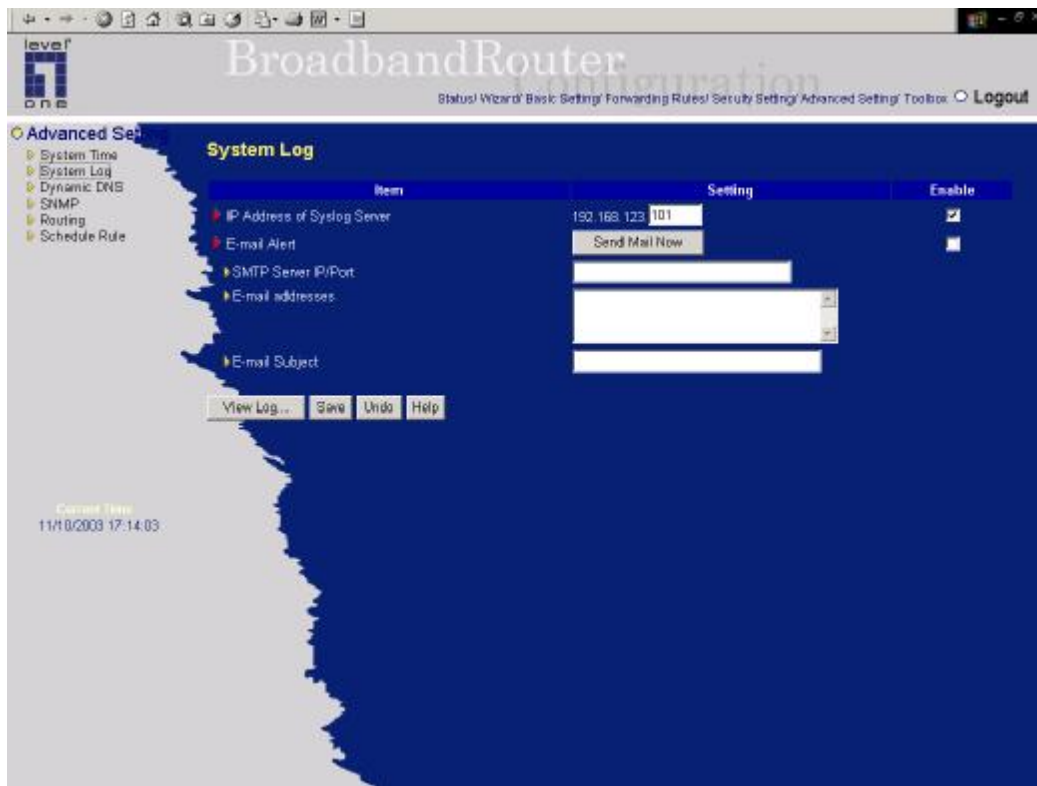 level
one
BroadbandRouter
Configuration
Status/ Wizard/ Basic Setting/ Forwarding Rules/ Security Setting/ Advanced Setting/ Toolbox Logout
Advanced Setting
System Time
System Log
Dynamic DNS
SNMP
Routing
Schedule Rule
System Log
Item Setting Enable
IP Address of Syslog Server 192.168.123. 101
E-mail Alert Send Mail Now
SMTP Server IP/Port
E-mail addresses
E-mail Subject
View Log... Save Undo Help
Current Time
11/10/2003 17:14:03